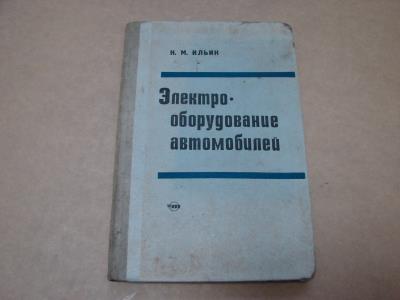 Н. М. ИЛЬИН
Электро-
оборудование
автомобилей